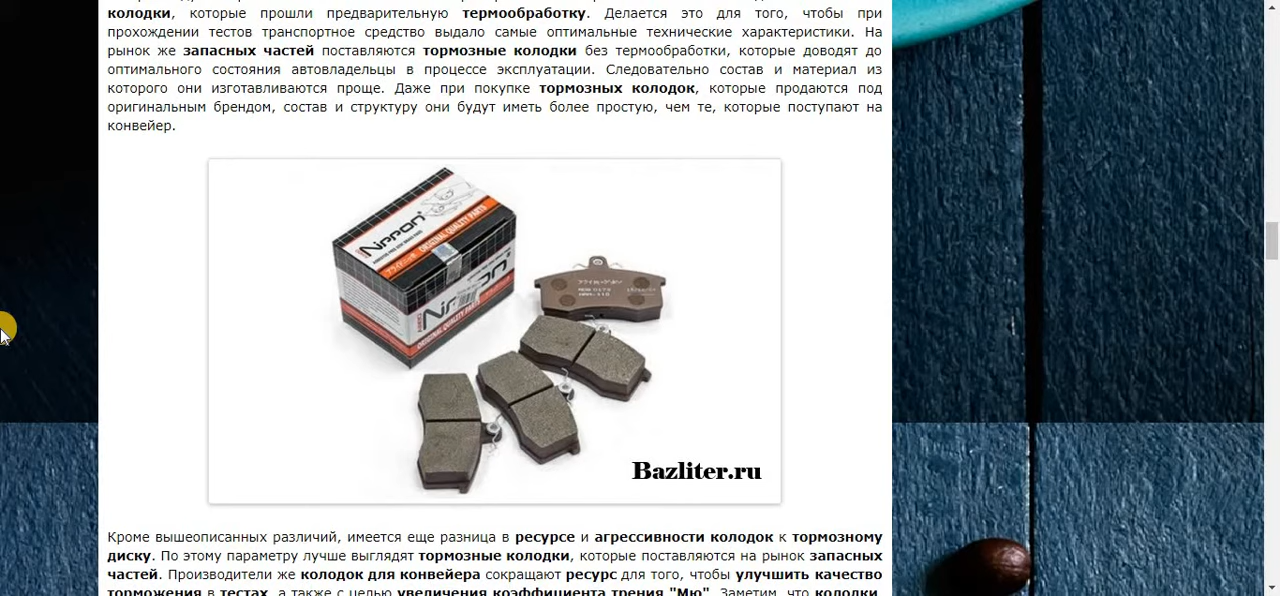 колодки, которые прошли предварительную термообработку. Делается это для того, чтобы при
прохождении тестов транспортное средство выдало самые оптимальные технические характеристики. На
рынок же запасных частей поставляются тормозные колодки без термообработки, которые доводят до
оптимального состояния автовладельцы в процессе эксплуатации. Следовательно состав и материал из
которого они изготавливаются проще. Даже при покупке тормозных колодок, которые продаются под
оригинальным брендом, состав и структуру они будут иметь более простую, чем те, которые поступают на
конвейер.
Nippon
ORIGINAL QUALITY PARTS
ORIGINAL QUALITY PARTS
Bazliter.ru
Кроме вышеописанных различий, имеется еще разница в ресурсе и агрессивности колодок к тормозному
диску. По этому параметру лучше выглядят тормозные колодки, которые поставляются на рынок запасных
частей. Производители же колодок для конвейера сокращают ресурс для того, чтобы улучшить качество
торможения в тестах, а также с целью увеличения коэффициента трения "Мю". Заметим, что колодки,